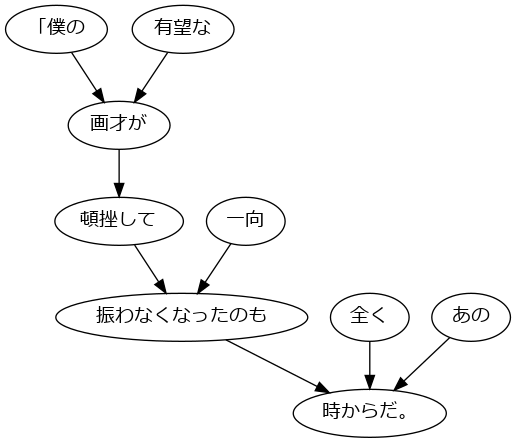 「僕の
有望な
画才が
頓挫して
一向
振わなくなったのも
全く
あの
時からだ。